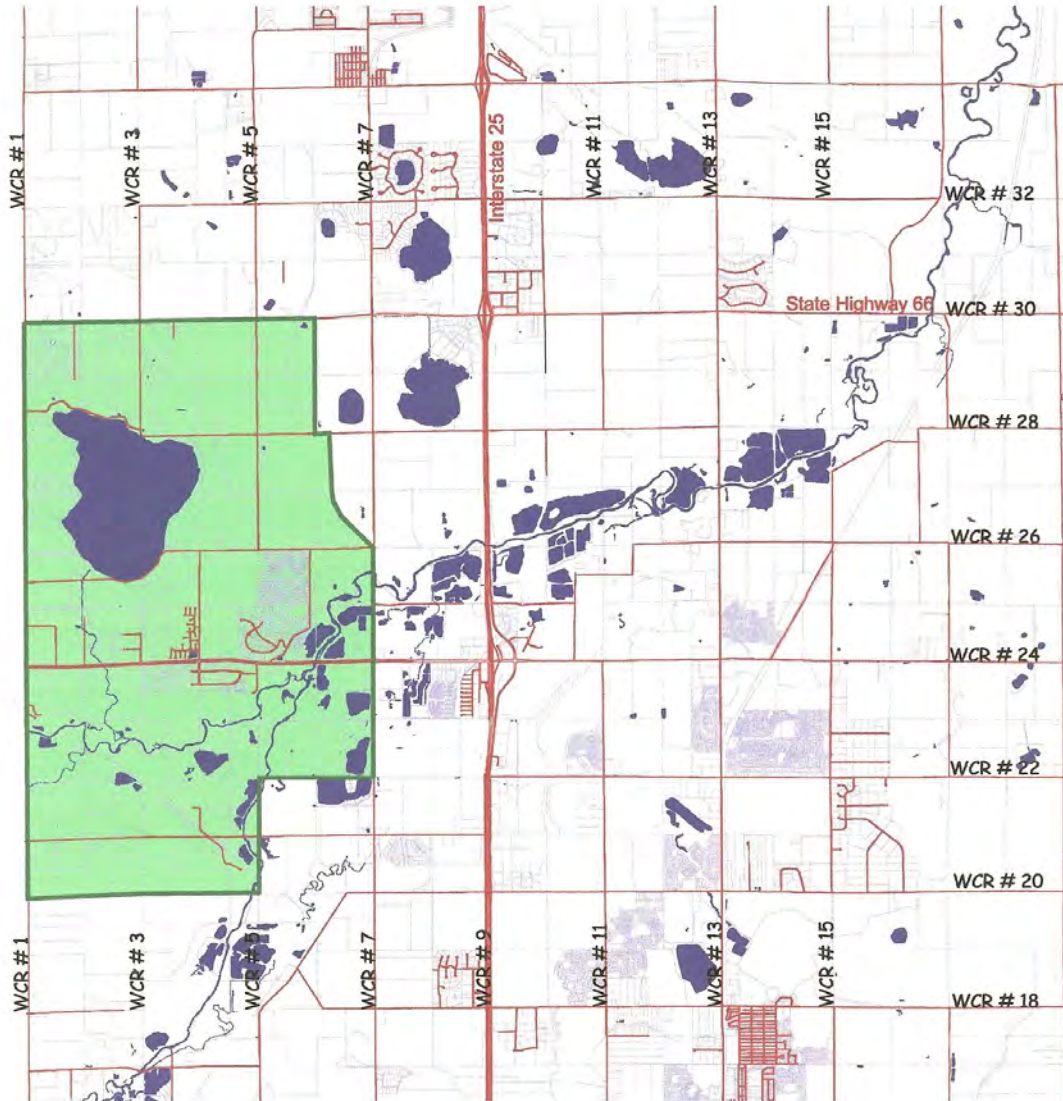 WCR # 1
WCR # 3
WCR # 5
WCR # 7
Interstate 25
WCR # 11
WCR # 13
WCR # 15
WCR # 32
State Highway 66
WCR # 30
WCR # 28
WCR # 26
WCR # 24
WCR # 22
WCR # 20
WCR # 1
WCR # 3
WCR # 5
WCR # 7
WCR # 9
WCR # 11
WCR # 13
WCR # 15
WCR # 18